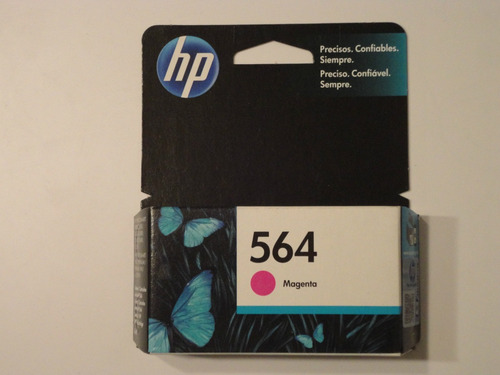 hp
Precisos. Confiables.
Siempre.
Preciso. Confiável.
Sempre.
564
Magenta